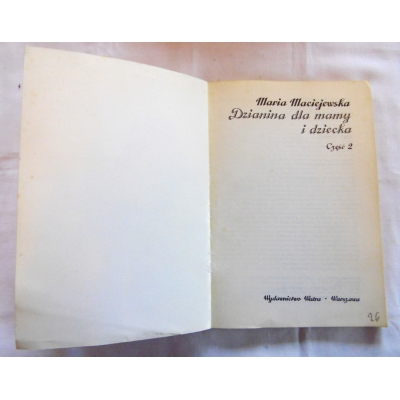 Maria Maciejewska
Dzianina dla mamy
i dziecka
Część 2
Wydawnictwo Watra • Warszawa
26